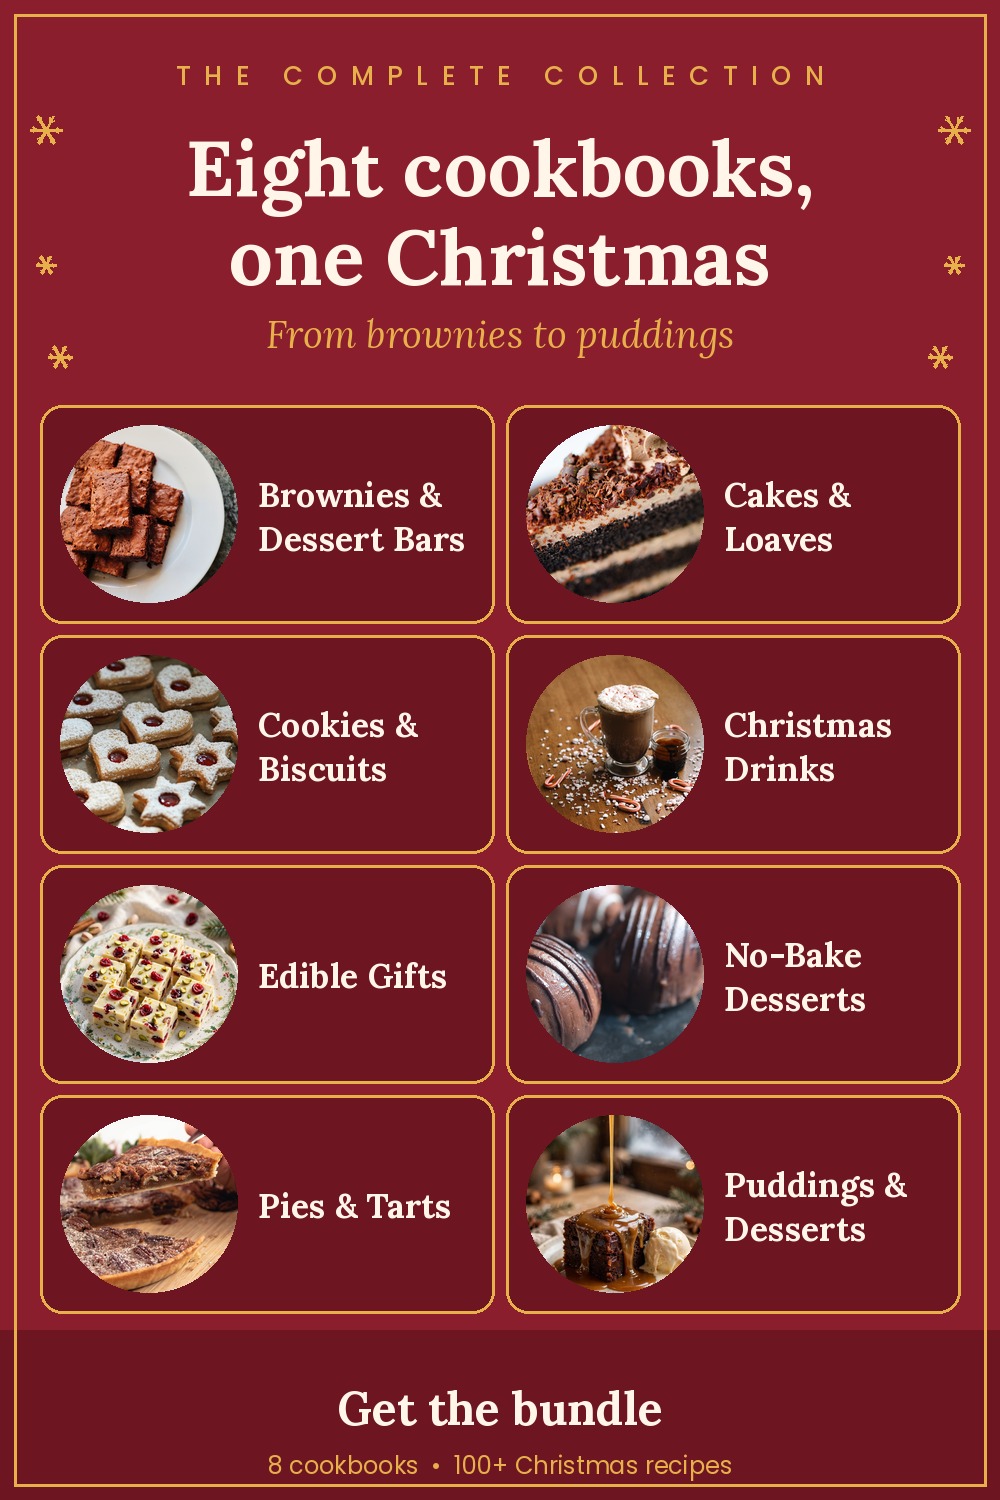 THE COMPLETE COLLECTION
Eight cookbooks,
one Christmas
From brownies to puddings
Brownies &
Dessert Bars
Cakes &
Loaves
Cookies &
Biscuits
Christmas
Drinks
Edible Gifts
No-Bake
Desserts
Pies & Tarts
Puddings &
Desserts
Get the bundle
8 cookbooks • 100+ Christmas recipes